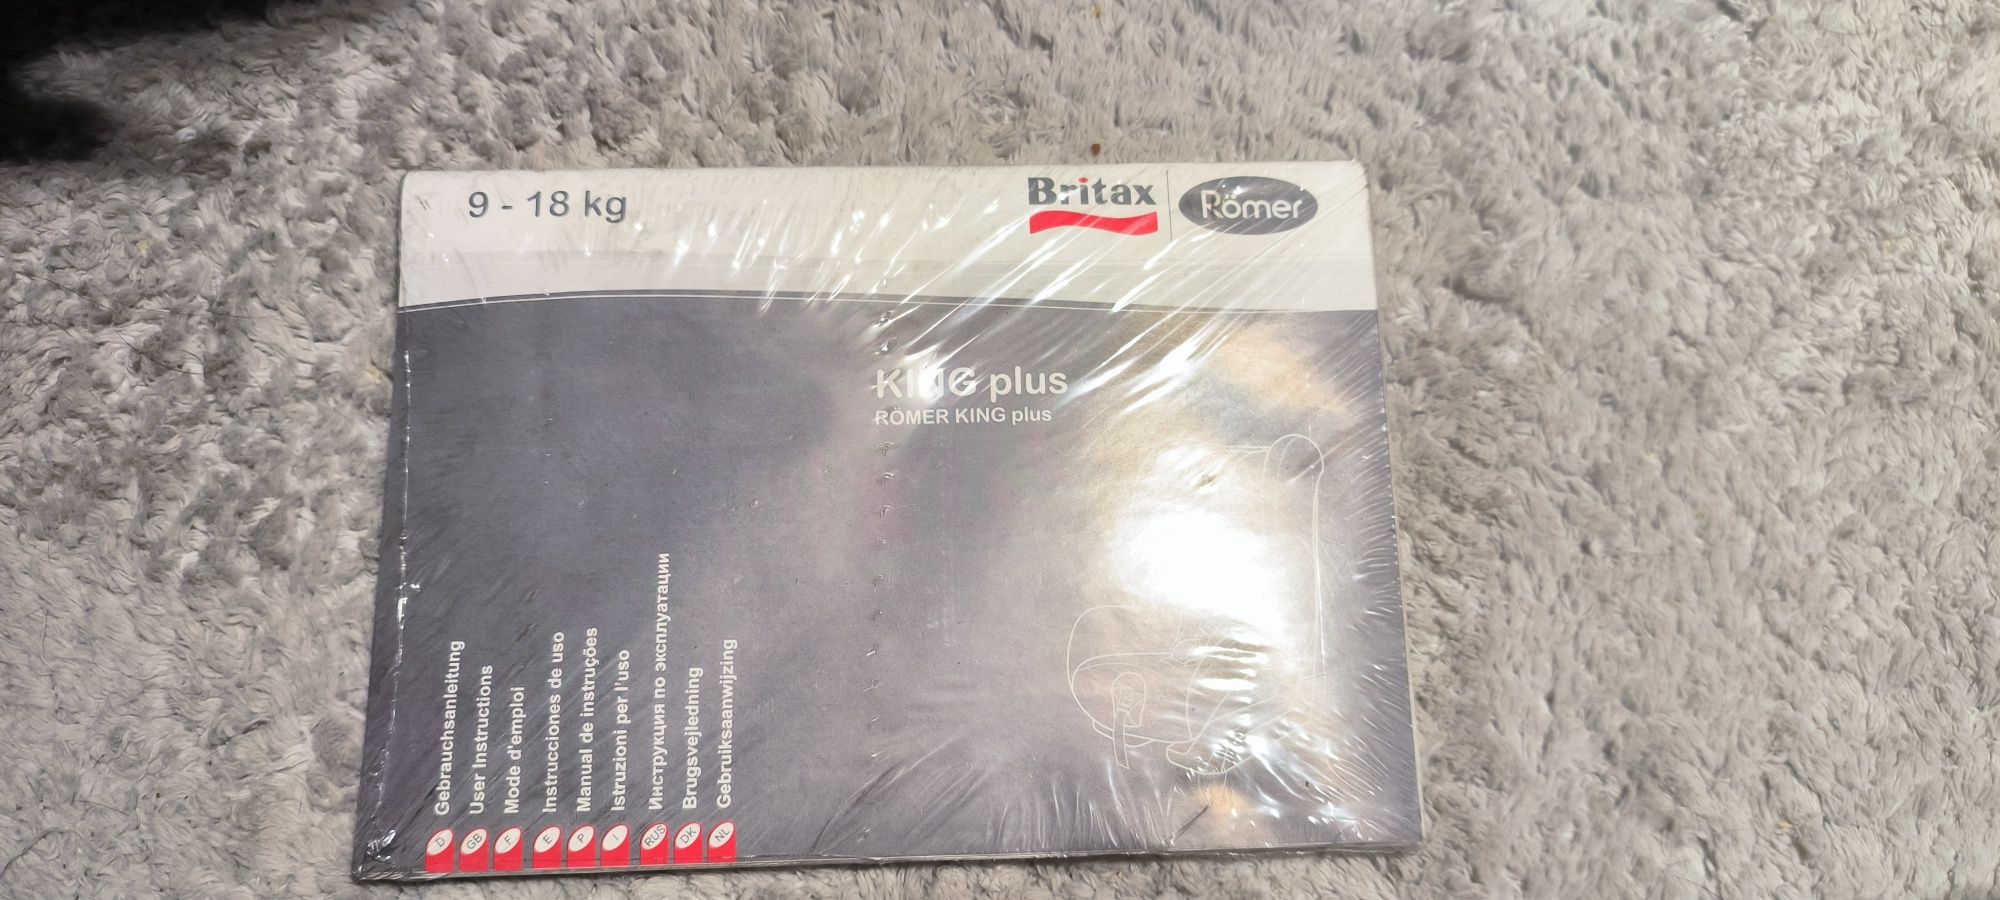 9 - 18 kg
Britax
Römer
KING plus
RÖMER KING plus
D Gebrauchsanleitung
GB User Instructions
F Mode d'emploi
E Instrucciones de uso
P Manual de instruções
I Istruzioni per l'uso
RUS Инструкция по эксплуатации
DK Brugsvejledning
NL Gebruiksaanwijzing